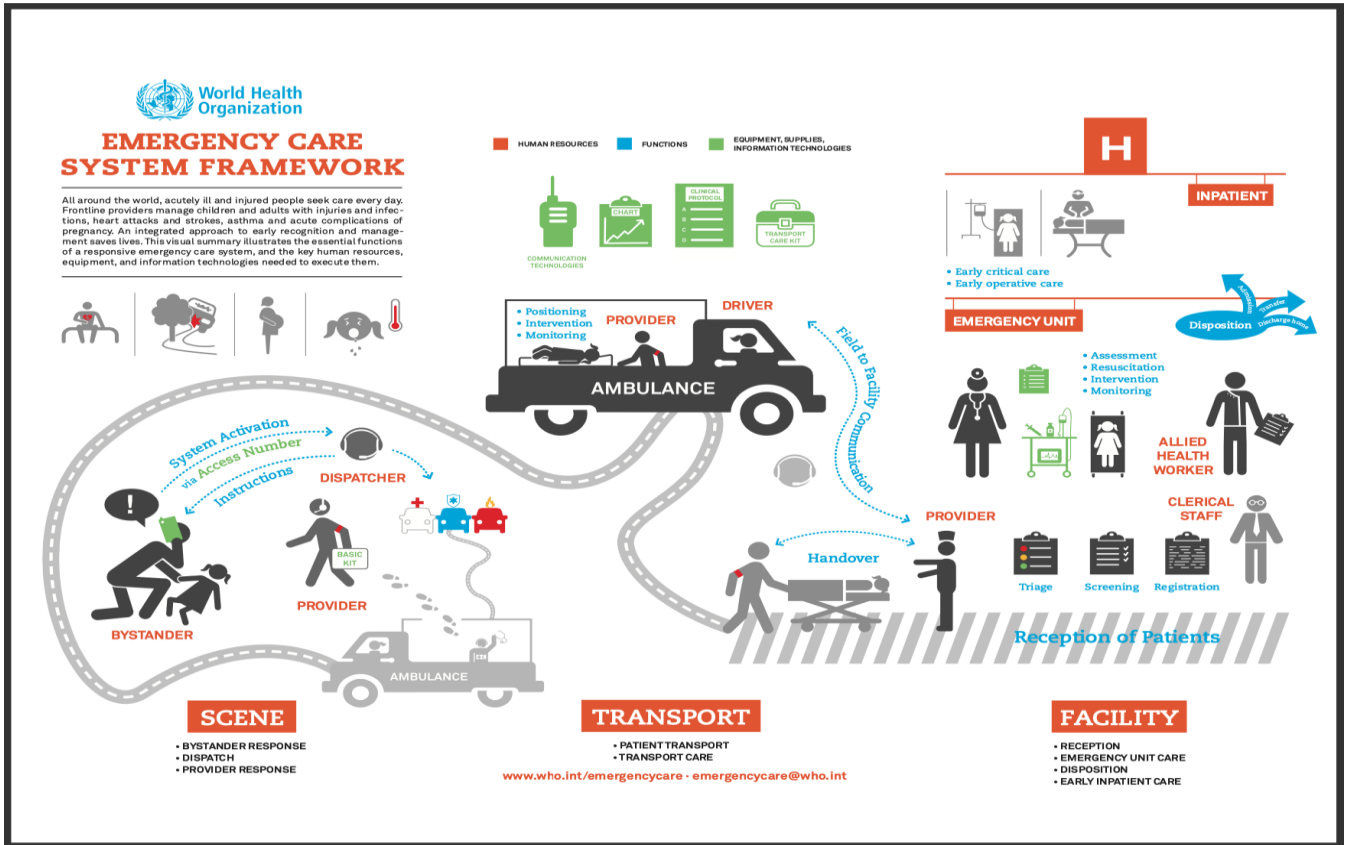 World Health
Organization
EMERGENCY CARE
SYSTEM FRAMEWORK
All around the world, acutely ill and injured people seek care every day.
Frontline providers manage children and adults with injuries and infec-
tions, heart attacks and strokes, asthma and acute complications of
pregnancy. An integrated approach to early recognition and manage-
ment saves lives. This visual summary illustrates the essential functions
of a responsive emergency care system, and the key human resources,
equipment, and information technologies needed to execute them.
HUMAN RESOURCES
FUNCTIONS
EQUIPMENT, SUPPLIES,
INFORMATION TECHNOLOGIES
COMMUNICATION
TECHNOLOGIES
CHART
CLINICAL
PROTOCOL
A
B
C
D
TRANSPORT
CARE KIT
System Activation
via Access Number
Instructions
DISPATCHER
!
BYSTANDER
BASIC
KIT
PROVIDER
AMBULANCE
• Positioning
• Intervention
• Monitoring
PROVIDER
DRIVER
AMBULANCE
Field to Facility Communication
Handover
PROVIDER
H
INPATIENT
• Early critical care
• Early operative care
EMERGENCY UNIT
Disposition
Admission
Transfer
Discharge home
• Assessment
• Resuscitation
• Intervention
• Monitoring
ALLIED
HEALTH
WORKER
CLERICAL
STAFF
Triage
Screening
Registration
Reception of Patients
SCENE
• BYSTANDER RESPONSE
• DISPATCH
• PROVIDER RESPONSE
TRANSPORT
• PATIENT TRANSPORT
• TRANSPORT CARE
www.who.int/emergencycare - emergencycare@who.int
FACILITY
• RECEPTION
• EMERGENCY UNIT CARE
• DISPOSITION
• EARLY INPATIENT CARE